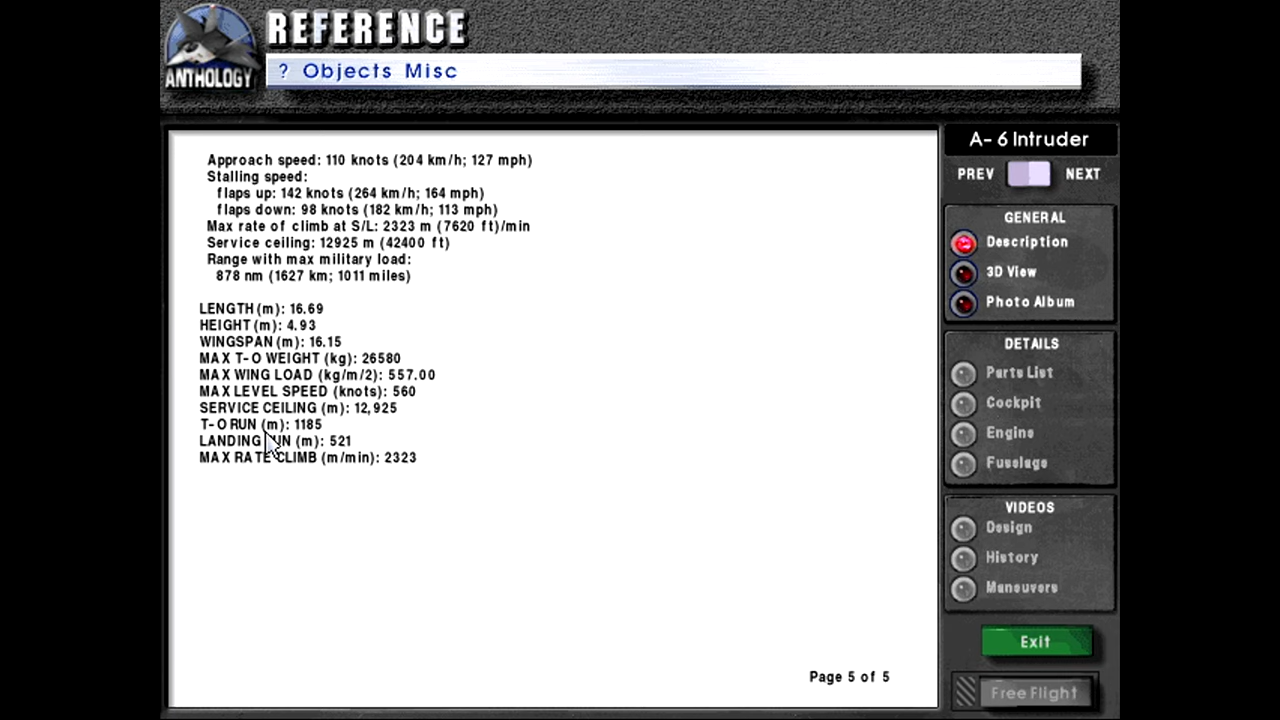 REFERENCE
ANTHOLOGY
? Objects Misc
Approach speed: 110 knots (204 km/h; 127 mph)
Stalling speed:
flaps up: 142 knots (264 km/h; 164 mph)
flaps down: 98 knots (182 km/h; 113 mph)
Max rate of climb at S/L: 2323 m (7620 ft)/min
Service ceiling: 12925 m (42400 ft)
Range with max military load:
878 nm (1627 km; 1011 miles)
LENGTH (m): 16.69
HEIGHT (m): 4.93
WINGSPAN (m): 16.15
MAX T-O WEIGHT (kg): 26580
MAX WING LOAD (kg/m/2): 557.00
MAX LEVEL SPEED (knots): 560
SERVICE CEILING (m): 12,925
T-O RUN (m): 1185
LANDING RUN (m): 521
MAX RATE CLIMB (m/min): 2323
Page 5 of 5
A-6 Intruder
PREV NEXT
GENERAL
Description
3D View
Photo Album
DETAILS
Parts List
Cockpit
Engine
Fuselage
VIDEOS
Design
History
Maneuvers
Exit
Free Flight